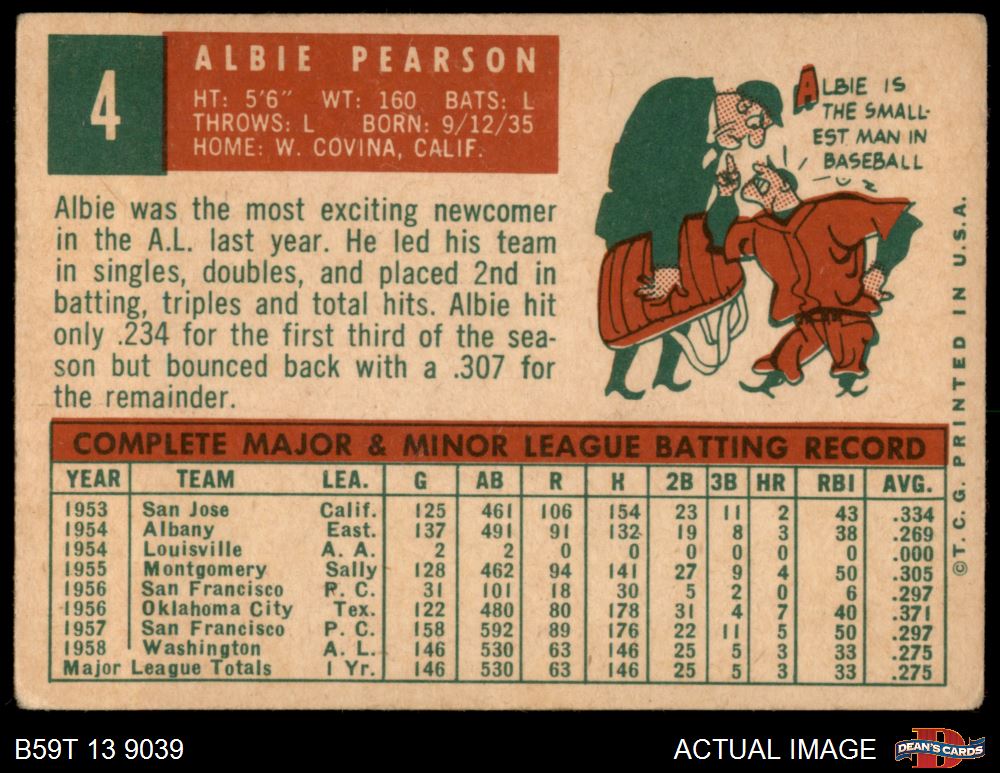 4
ALBIE PEARSON
HT: 5'6" WT: 160 BATS: L
THROWS: L BORN: 9/12/35
HOME: W. COVINA, CALIF.
ALBIE IS
THE SMALL-
EST MAN IN
BASEBALL
Albie was the most exciting newcomer
in the A.L. last year. He led his team
in singles, doubles, and placed 2nd in
batting, triples and total hits. Albie hit
only .234 for the first third of the sea-
son but bounced back with a .307 for
the remainder.
©T. C. G. PRINTED IN U.S.A.
COMPLETE MAJOR & MINOR LEAGUE BATTING RECORD
YEAR TEAM LEA. G AB R H 2B 3B HR RBI AVG.
1953 San Jose Calif. 125 461 106 154 23 11 2 43 .334
1954 Albany East. 137 491 91 132 19 8 3 38 .269
1954 Louisville A. A. 2 2 0 0 0 0 0 0 .000
1955 Montgomery Sally 128 462 94 141 27 9 4 50 .305
1956 San Francisco P. C. 31 101 18 30 5 2 0 6 .297
1956 Oklahoma City Tex. 122 480 80 178 31 4 7 40 .371
1957 San Francisco P. C. 158 592 89 176 22 11 5 50 .297
1958 Washington A. L. 146 530 63 146 25 5 3 33 .275
Major League Totals 1 Yr. 146 530 63 146 25 5 3 33 .275
B59T 13 9039
ACTUAL IMAGE
D
DEAN'S CARDS